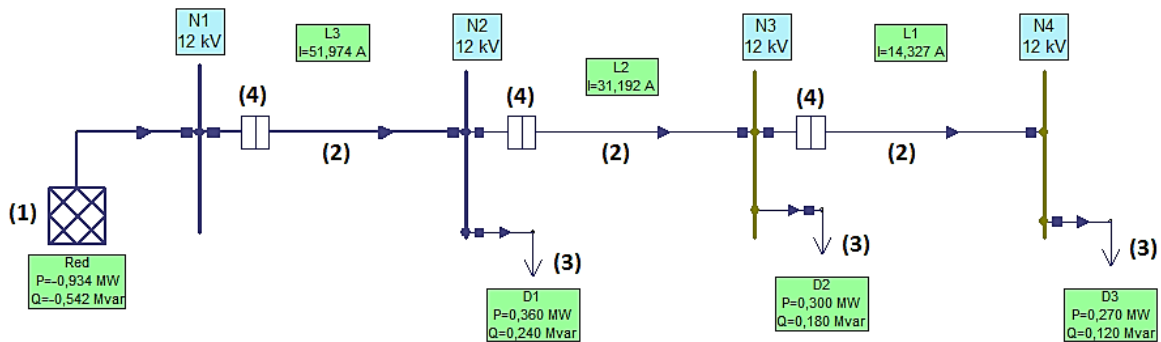 N1
12 kV
L3
I=51,974 A
N2
12 kV
L2
I=31,192 A
N3
12 kV
L1
I=14,327 A
N4
12 kV
(4)
(4)
(4)
(2)
(2)
(2)
(1)
(3)
(3)
(3)
Red
P=-0,934 MW
Q=-0,542 Mvar
D1
P=0,360 MW
Q=0,240 Mvar
D2
P=0,300 MW
Q=0,180 Mvar
D3
P=0,270 MW
Q=0,120 Mvar